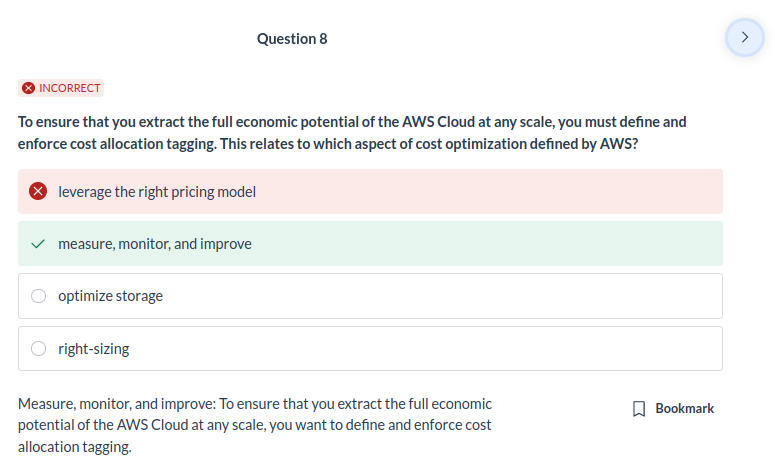 Question 8
INCORRECT
To ensure that you extract the full economic potential of the AWS Cloud at any scale, you must define and
enforce cost allocation tagging. This relates to which aspect of cost optimization defined by AWS?
leverage the right pricing model
measure, monitor, and improve
optimize storage
right-sizing
Measure, monitor, and improve: To ensure that you extract the full economic
potential of the AWS Cloud at any scale, you want to define and enforce cost
allocation tagging.
Bookmark